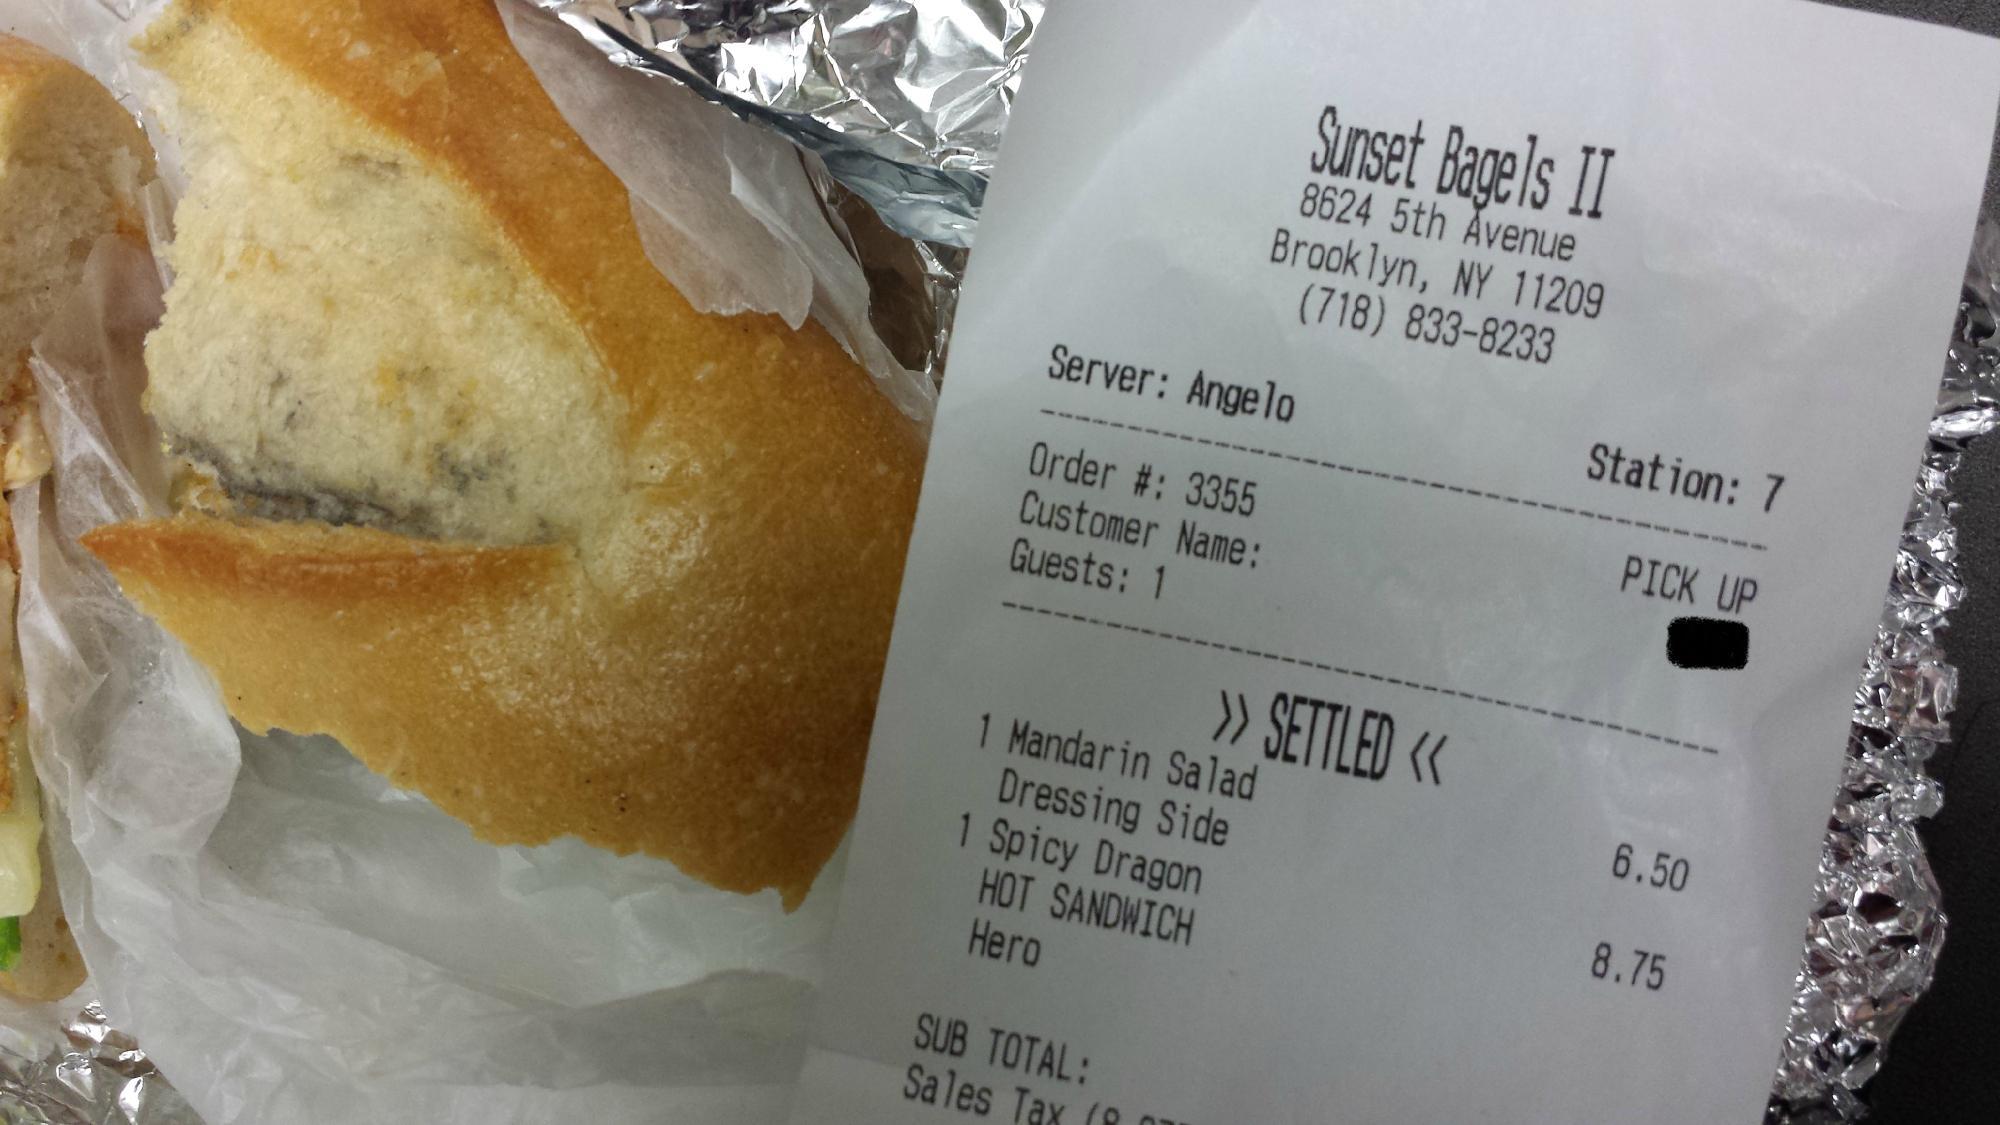 Sunset Bagels II
8624 5th Avenue
Brooklyn, NY 11209
(718) 833-8233
Server: Angelo
Station: 7
Order #: 3355
PICK UP
Customer Name:
Guests: 1
>> SETTLED <<
1 Mandarin Salad 6.50
Dressing Side
1 Spicy Dragon 8.75
HOT SANDWICH
Hero
SUB TOTAL:
Sales Tax